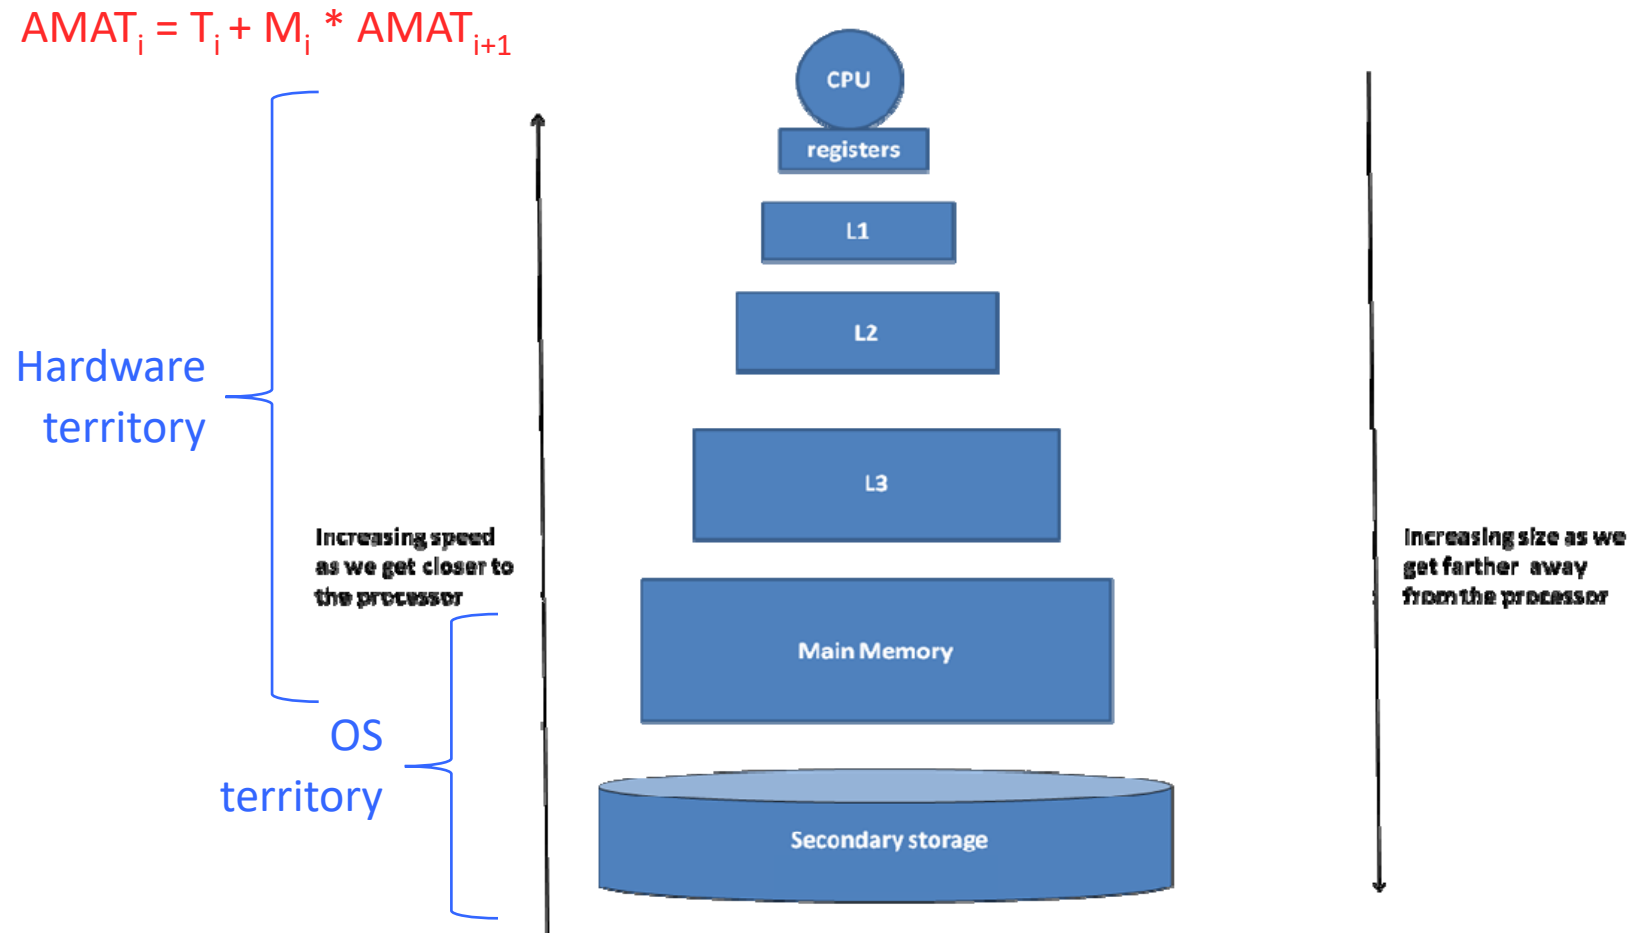 AMATᵢ = Tᵢ + Mᵢ * AMATᵢ₊₁
CPU
registers
L1
L2
Hardware
territory
L3
Increasing speed
as we get closer to
the processor
Increasing size as we
get farther away
from the processor
Main Memory
OS
territory
Secondary storage